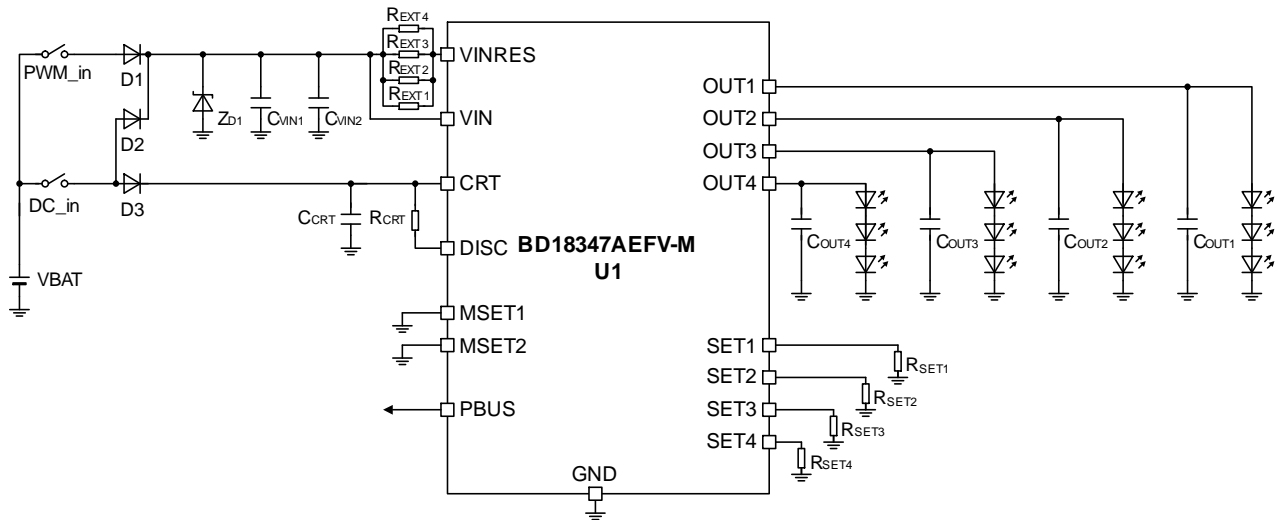 REXT4
REXT3
REXT2
REXT1
PWM_in
D1
D2
ZD1
CVIN1
CVIN2
DC_in
D3
CCRT
RCRT
VBAT
VINRES
VIN
CRT
DISC
MSET1
MSET2
PBUS
GND
BD18347AEFV-M
U1
OUT1
OUT2
OUT3
OUT4
SET1
SET2
SET3
SET4
COUT4
COUT3
COUT2
COUT1
RSET1
RSET2
RSET3
RSET4